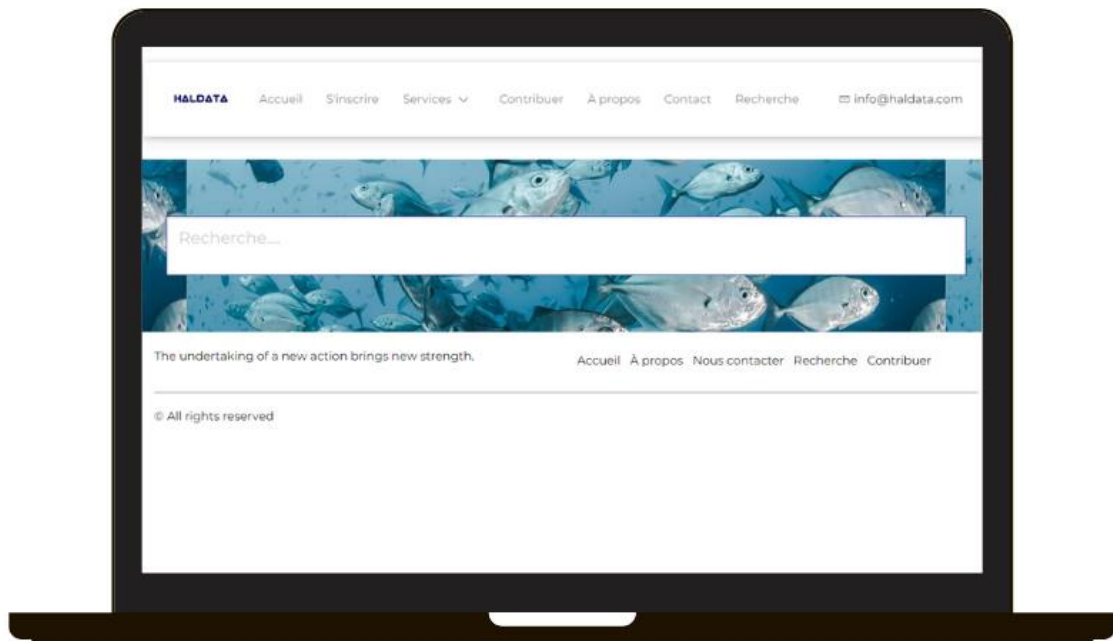 HALDATA Accueil S'inscrire Services Contribuer À propos Contact Recherche info@haldata.com
Recherche....
The undertaking of a new action brings new strength.
Accueil À propos Nous contacter Recherche Contribuer
© All rights reserved